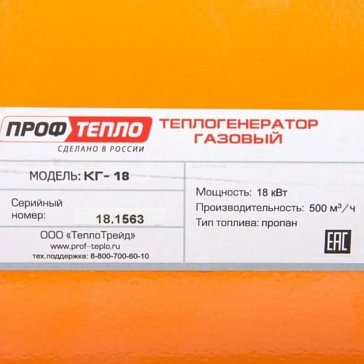 ПРОФ ТЕПЛО
СДЕЛАНО В РОССИИ
ТЕПЛОГЕНЕРАТОР
ГАЗОВЫЙ
МОДЕЛЬ: КГ- 18
Серийный
номер: 18.1563
ООО «ТеплоТрейд»
www.prof-teplo.ru
тех.поддержка: 8-800-700-60-10
Мощность: 18 кВт
Производительность: 500 м³/ч
Тип топлива: пропан
ЕАС